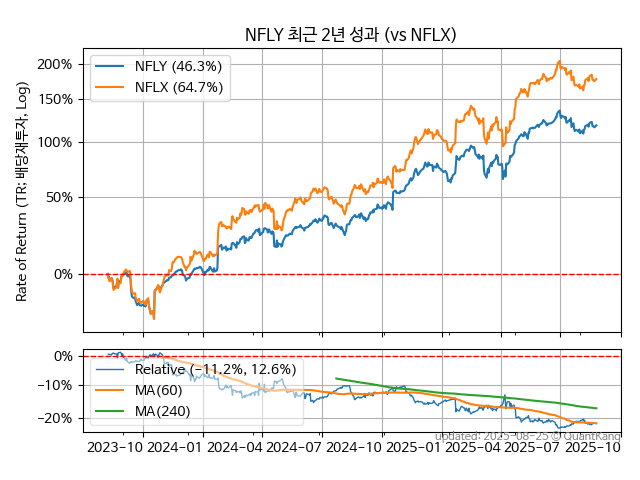 NFLY 최근 2년 성과 (vs NFLX)
Rate of Return (TR: 배당재투자, Log)
200%
150%
100%
50%
0%
NFLY (46.3%)
NFLX (64.7%)
0%
−10%
−20%
Relative (−11.2%, 12.6%)
MA(60)
MA(240)
2023−10 2024−01 2024−04 2024−07 2024−10 2025−01 2025−04 2025−07 2025−10
updated: 2025-08-25 © QuantKang